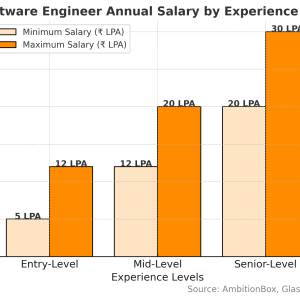 tware Engineer Annual Salary by Experience
Minimum Salary (₹ LPA)
Maximum Salary (₹ LPA)
30 LPA
20 LPA
20 LPA
12 LPA
12 LPA
5 LPA
Entry-Level
Mid-Level
Senior-Level
Experience Levels
Source: AmbitionBox, Glas